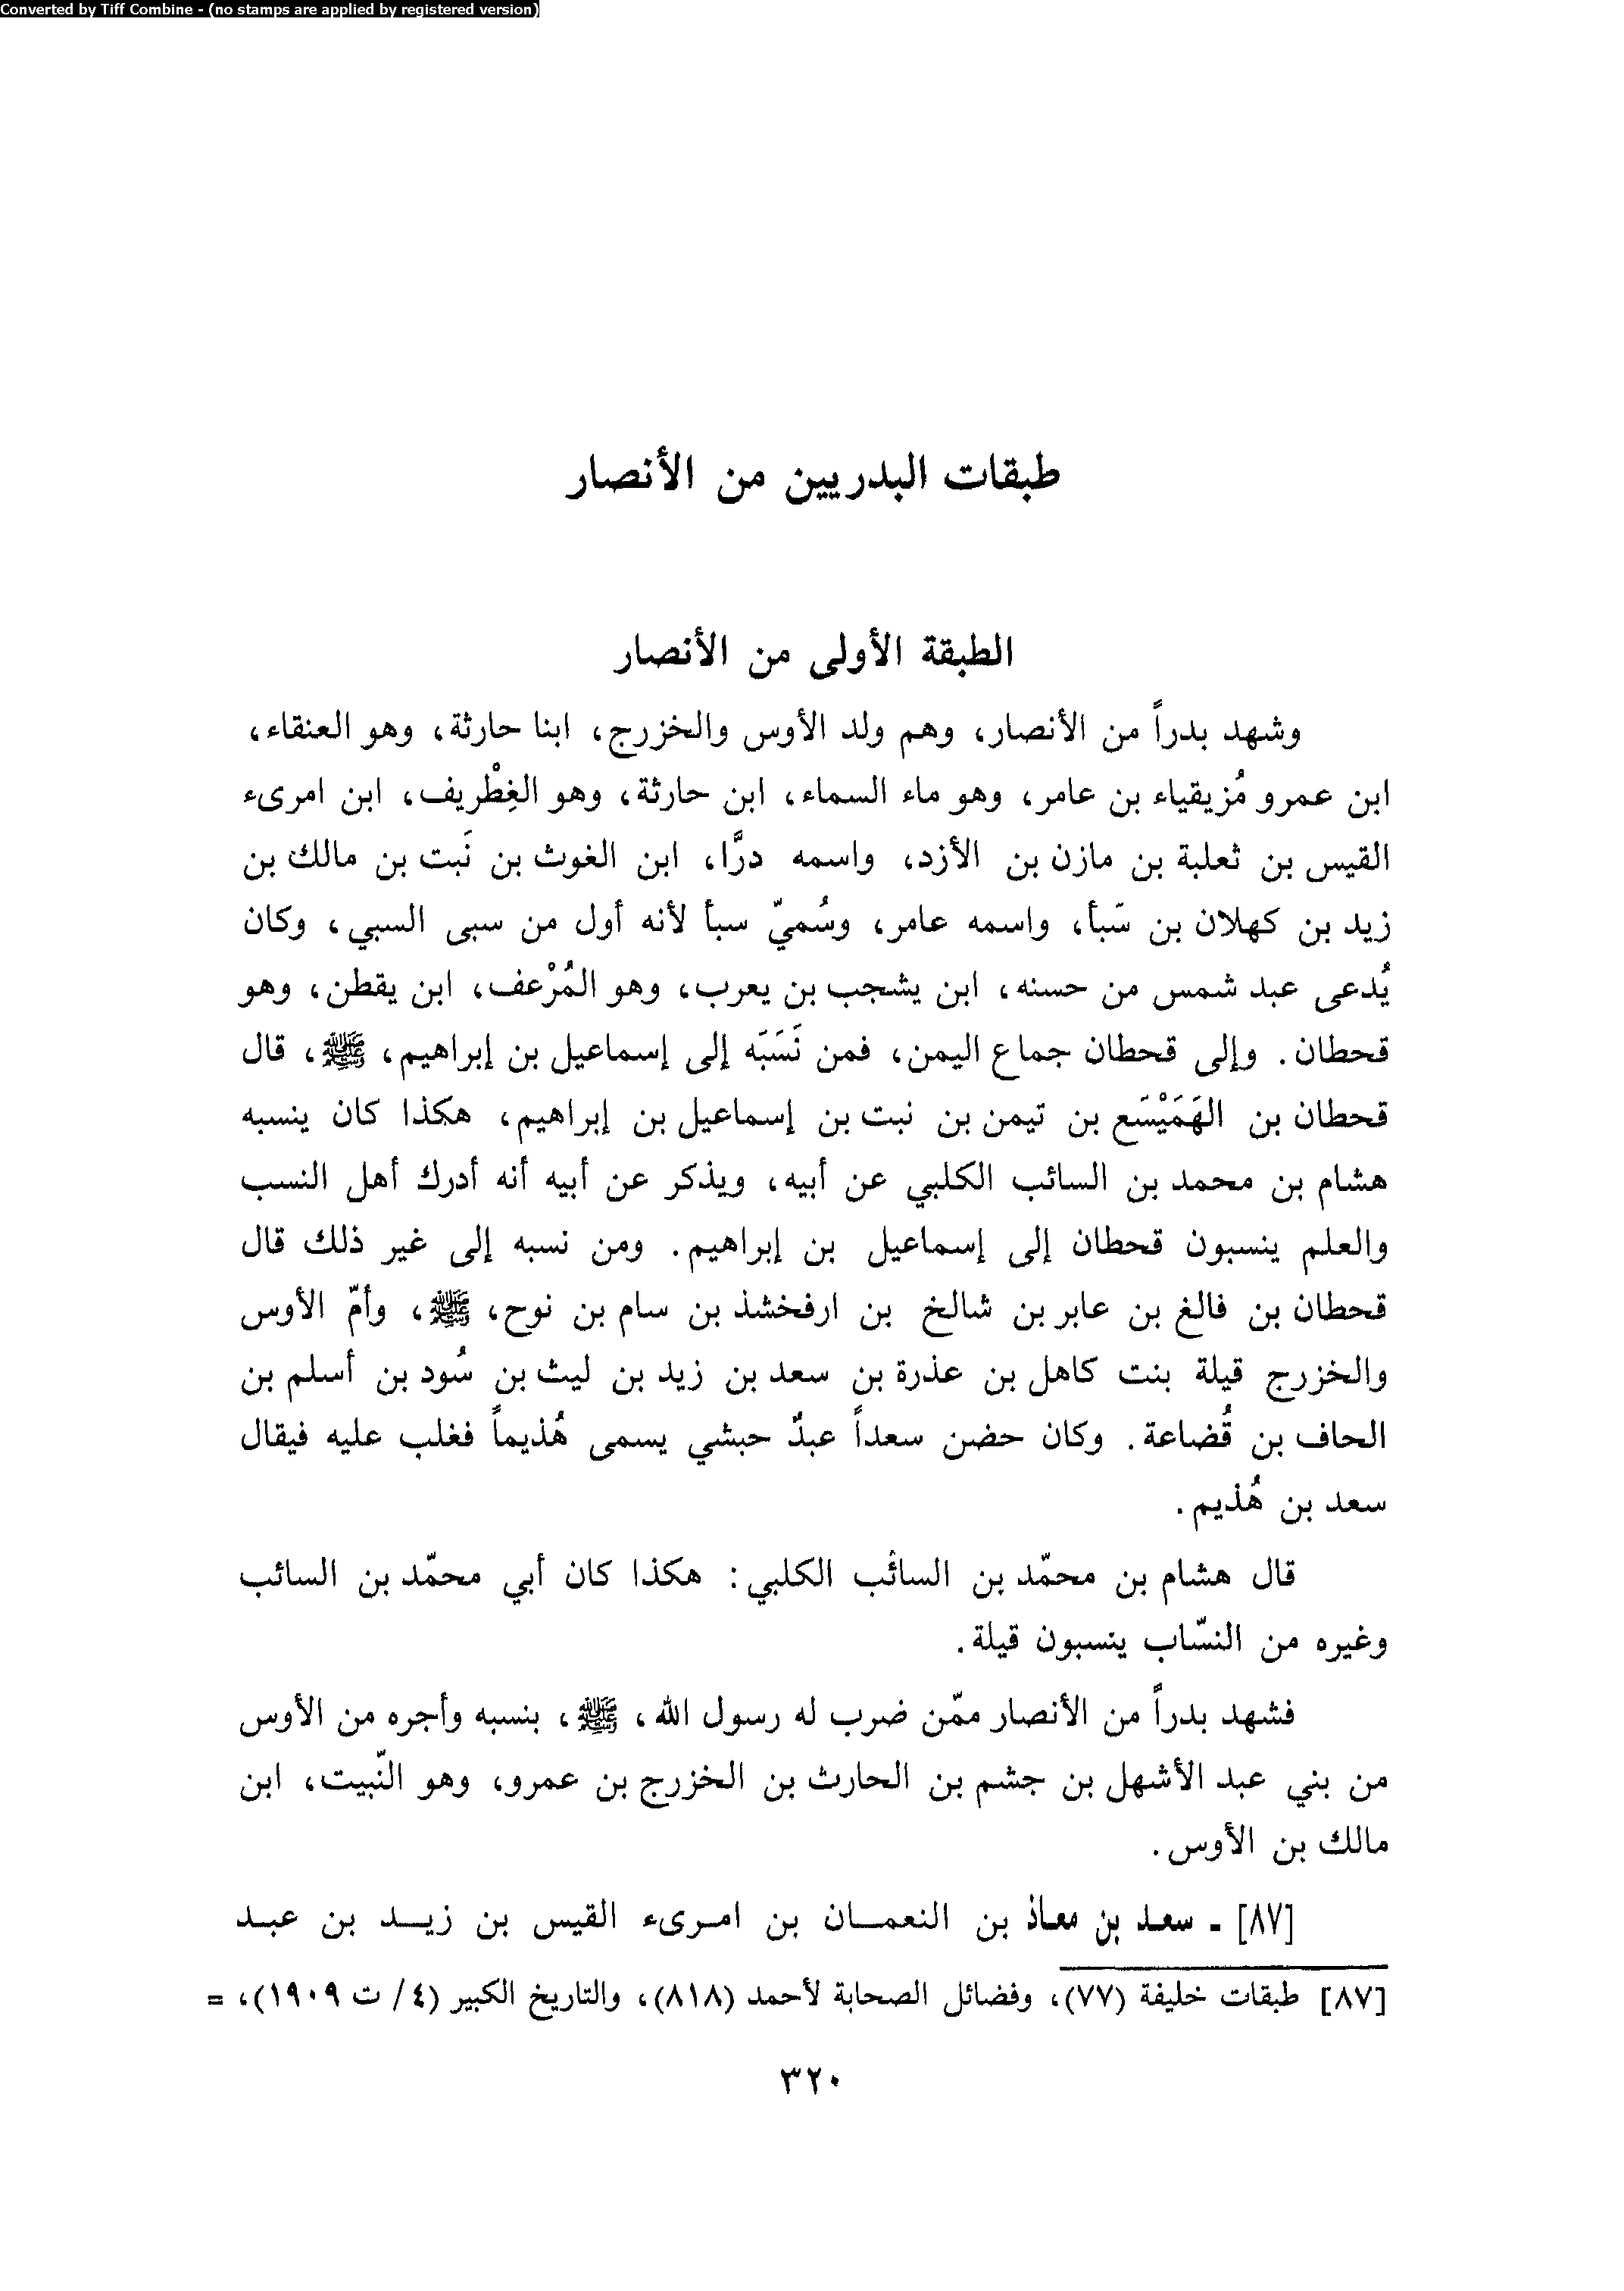 Converted by Tiff Combine - (no stamps are applied by registered version)
طبقات البدريين من الأنصار
الطبقة الأولى من الأنصار
وشهد بدراً من الأنصار، وهم ولد الأوس والخزرج، ابنا حارثة، وهو العنقاء،
ابن عمرو مُزيقياء بن عامر، وهو ماء السماء، ابن حارثة، وهو الغِطْريف، ابن امرىء
القيس بن ثعلبة بن مازن بن الأزد، واسمه درَّا، ابن الغوث بن نَبت بن مالك بن
زيد بن كهلان بن سَبأ، واسمه عامر، وسُميّ سبأ لأنه أول من سبى السبي، وكان
يُدعى عبد شمس من حسنه، ابن يشجب بن يعرب، وهو المُرْعف، ابن يقطن، وهو
قحطان. وإلى قحطان جماع اليمن، فمن نَسَبَه إلى إسماعيل بن إبراهيم، ﷺ، قال
قحطان بن الهَمَيْسَع بن تيمن بن نبت بن إسماعيل بن إبراهيم، هكذا كان ينسبه
هشام بن محمد بن السائب الكلبي عن أبيه، ويذكر عن أبيه أنه أدرك أهل النسب
والعلم ينسبون قحطان إلى إسماعيل بن إبراهيم. ومن نسبه إلى غير ذلك قال
قحطان بن فالغ بن عابر بن شالخ بن ارفخشذ بن سام بن نوح، ﷺ، وأمّ الأوس
والخزرج قيلة بنت كاهل بن عذرة بن سعد بن زيد بن ليث بن سُود بن أسلم بن
الحاف بن قُضاعة. وكان حضن سعداً عبدٌ حبشي يسمى هُذيماً فغلب عليه فيقال
سعد بن هُذيم.
قال هشام بن محمّد بن السائب الكلبي: هكذا كان أبي محمّد بن السائب
وغيره من النسّاب ينسبون قيلة.
فشهد بدراً من الأنصار ممّن ضرب له رسول الله، ﷺ، بنسبه وأجره من الأوس
من بني عبد الأشهل بن جشم بن الحارث بن الخزرج بن عمرو، وهو النّبيت، ابن
مالك بن الأوس.
[٨٧] ـ سعد بن معاذ بن النعمـان بن امـرىء القيس بن زيـد بن عبـد
[٨٧] طبقات خليفة (٧٧)، وفضائل الصحابة لأحمد (٨١٨)، والتاريخ الكبير (٤/ ت ١٩٠٩)، =
٣٢٠